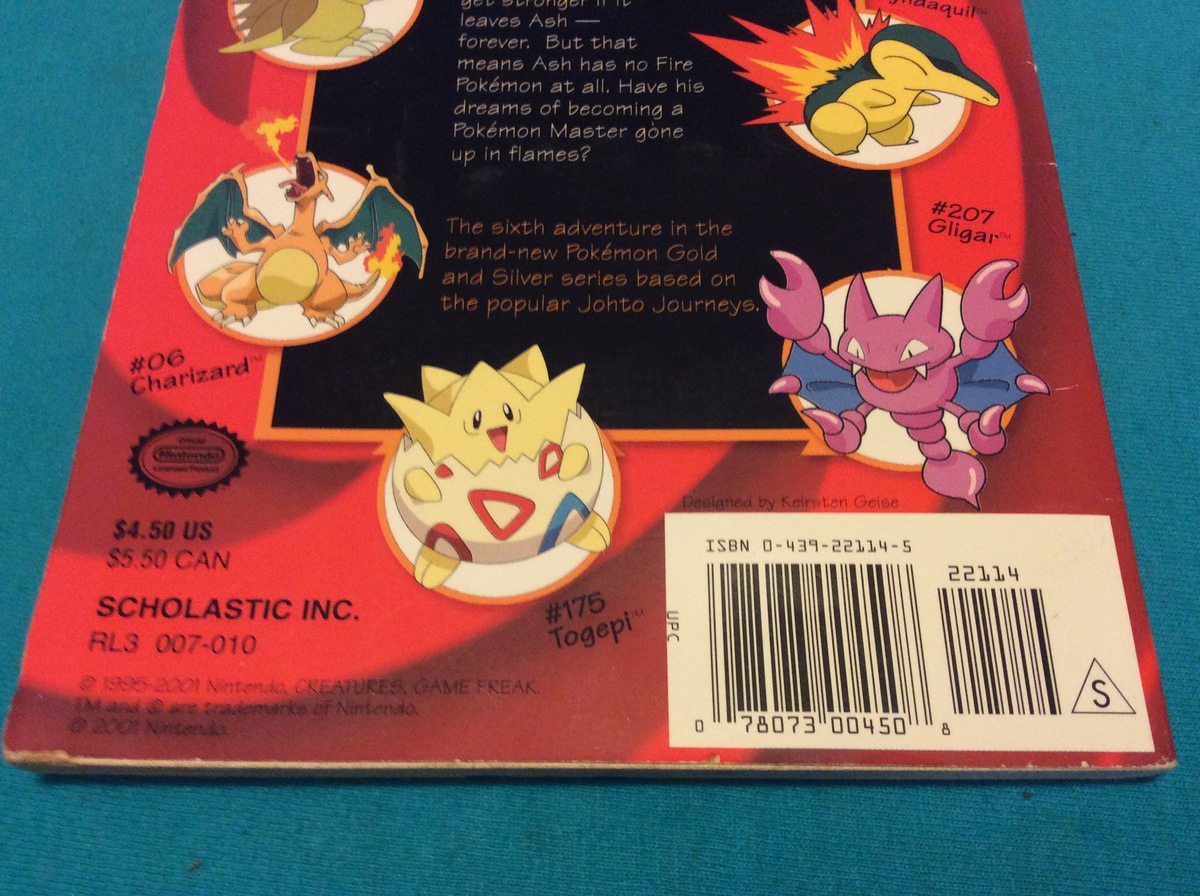 get stronger if it
leaves Ash —
forever. But that
means Ash has no Fire
Pokémon at all. Have his
dreams of becoming a
Pokémon Master gone
up in flames?
The sixth adventure in the
brand-new Pokémon Gold
and Silver series based on
the popular Johto Journeys.
#207
Gligar™
#06
Charizard™
#175
Togepi™
Official
Nintendo
Licensed Product
$4.50 US
$5.50 CAN
SCHOLASTIC INC.
RL3 007-010
© 1995-2001 Nintendo, CREATURES, GAME FREAK.
TM and ® are trademarks of Nintendo.
© 2001 Nintendo.
Designed by Keirsten Geise
ISBN 0-439-22114-5
22114
UPC
0 78073 00450 8
S